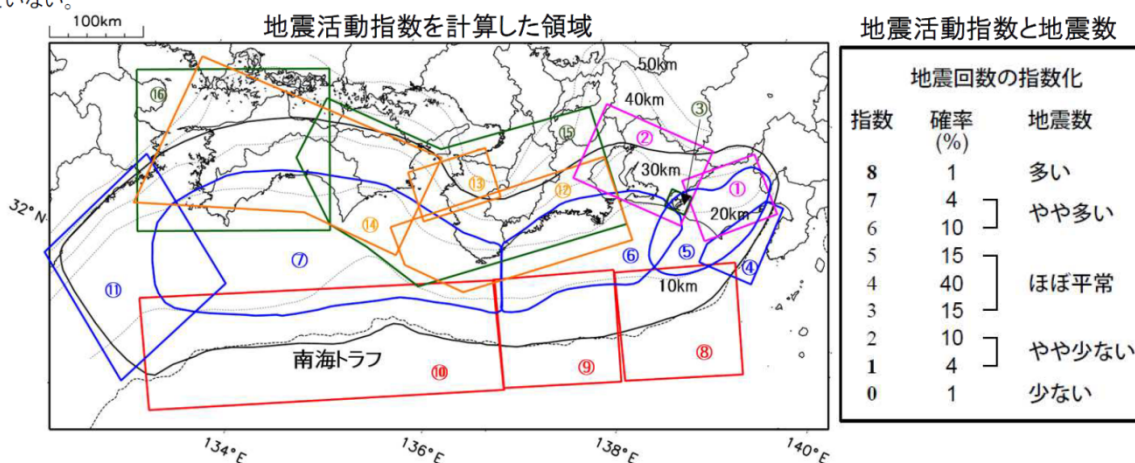 いない。
100km
地震活動指数を計算した領域
地震活動指数と地震数
50km
40km
30km
20km
10km
32°N
⑯
⑮
③
②
①
⑬
⑫
⑭
⑦
⑥
⑤
④
⑪
南海トラフ
⑩
⑨
⑧
134°E
136°E
138°E
140°E
地震回数の指数化
指数 確率 地震数
(%)
8 1 多い
7 4 やや多い
6 10
5 15
4 40 ほぼ平常
3 15
2 10 やや少ない
1 4
0 1 少ない